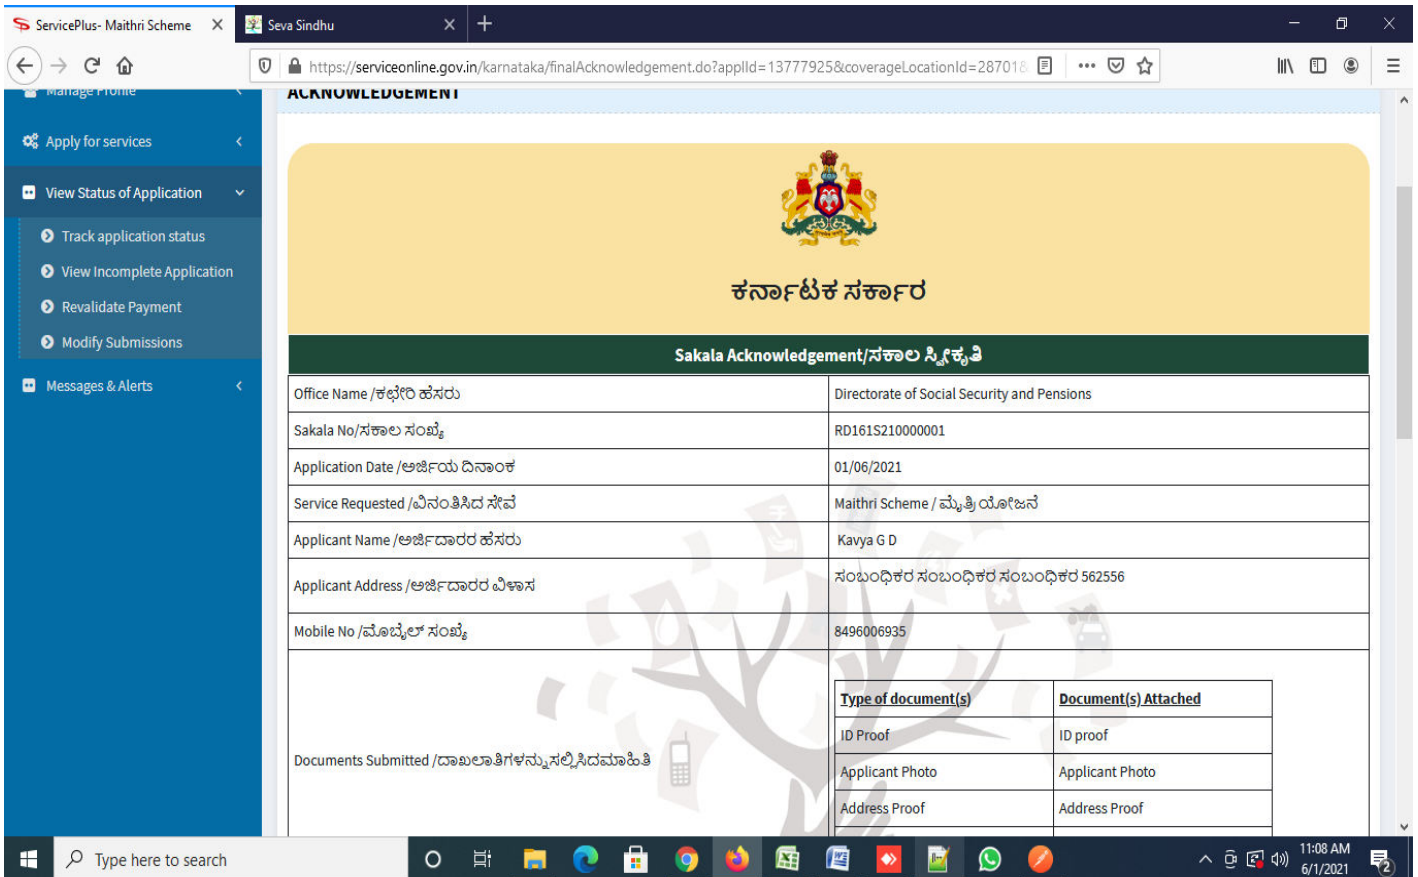 ServicePlus- Maithri Scheme
Seva Sindhu
https://serviceonline.gov.in/karnataka/finalAcknowledgement.do?applId=13777925&coverageLocationId=287018
Manage Profile
ACKNOWLEDGEMENT
Apply for services
View Status of Application
Track application status
View Incomplete Application
Revalidate Payment
Modify Submissions
Messages & Alerts
ಕರ್ನಾಟಕ ಸರ್ಕಾರ
Sakala Acknowledgement/ಸಕಾಲ ಸ್ವೀಕೃತಿ
Office Name /ಕಛೇರಿ ಹೆಸರು Directorate of Social Security and Pensions
Sakala No/ಸಕಾಲ ಸಂಖ್ಯೆ RD161S210000001
Application Date /ಅರ್ಜಿಯ ದಿನಾಂಕ 01/06/2021
Service Requested /ವಿನಂತಿಸಿದ ಸೇವೆ Maithri Scheme / ಮೈತ್ರಿ ಯೋಜನೆ
Applicant Name /ಅರ್ಜಿದಾರರ ಹೆಸರು Kavya G D
Applicant Address /ಅರ್ಜಿದಾರರ ವಿಳಾಸ ಸಂಬಂಧಿಕರ ಸಂಬಂಧಿಕರ ಸಂಬಂಧಿಕರ 562556
Mobile No /ಮೊಬೈಲ್ ಸಂಖ್ಯೆ 8496006935
Documents Submitted /ದಾಖಲಾತಿಗಳನ್ನು ಸಲ್ಲಿಸಿದಮಾಹಿತಿ
Type of document(s) Document(s) Attached
ID Proof ID proof
Applicant Photo Applicant Photo
Address Proof Address Proof
Type here to search
11:08 AM
6/1/2021
2